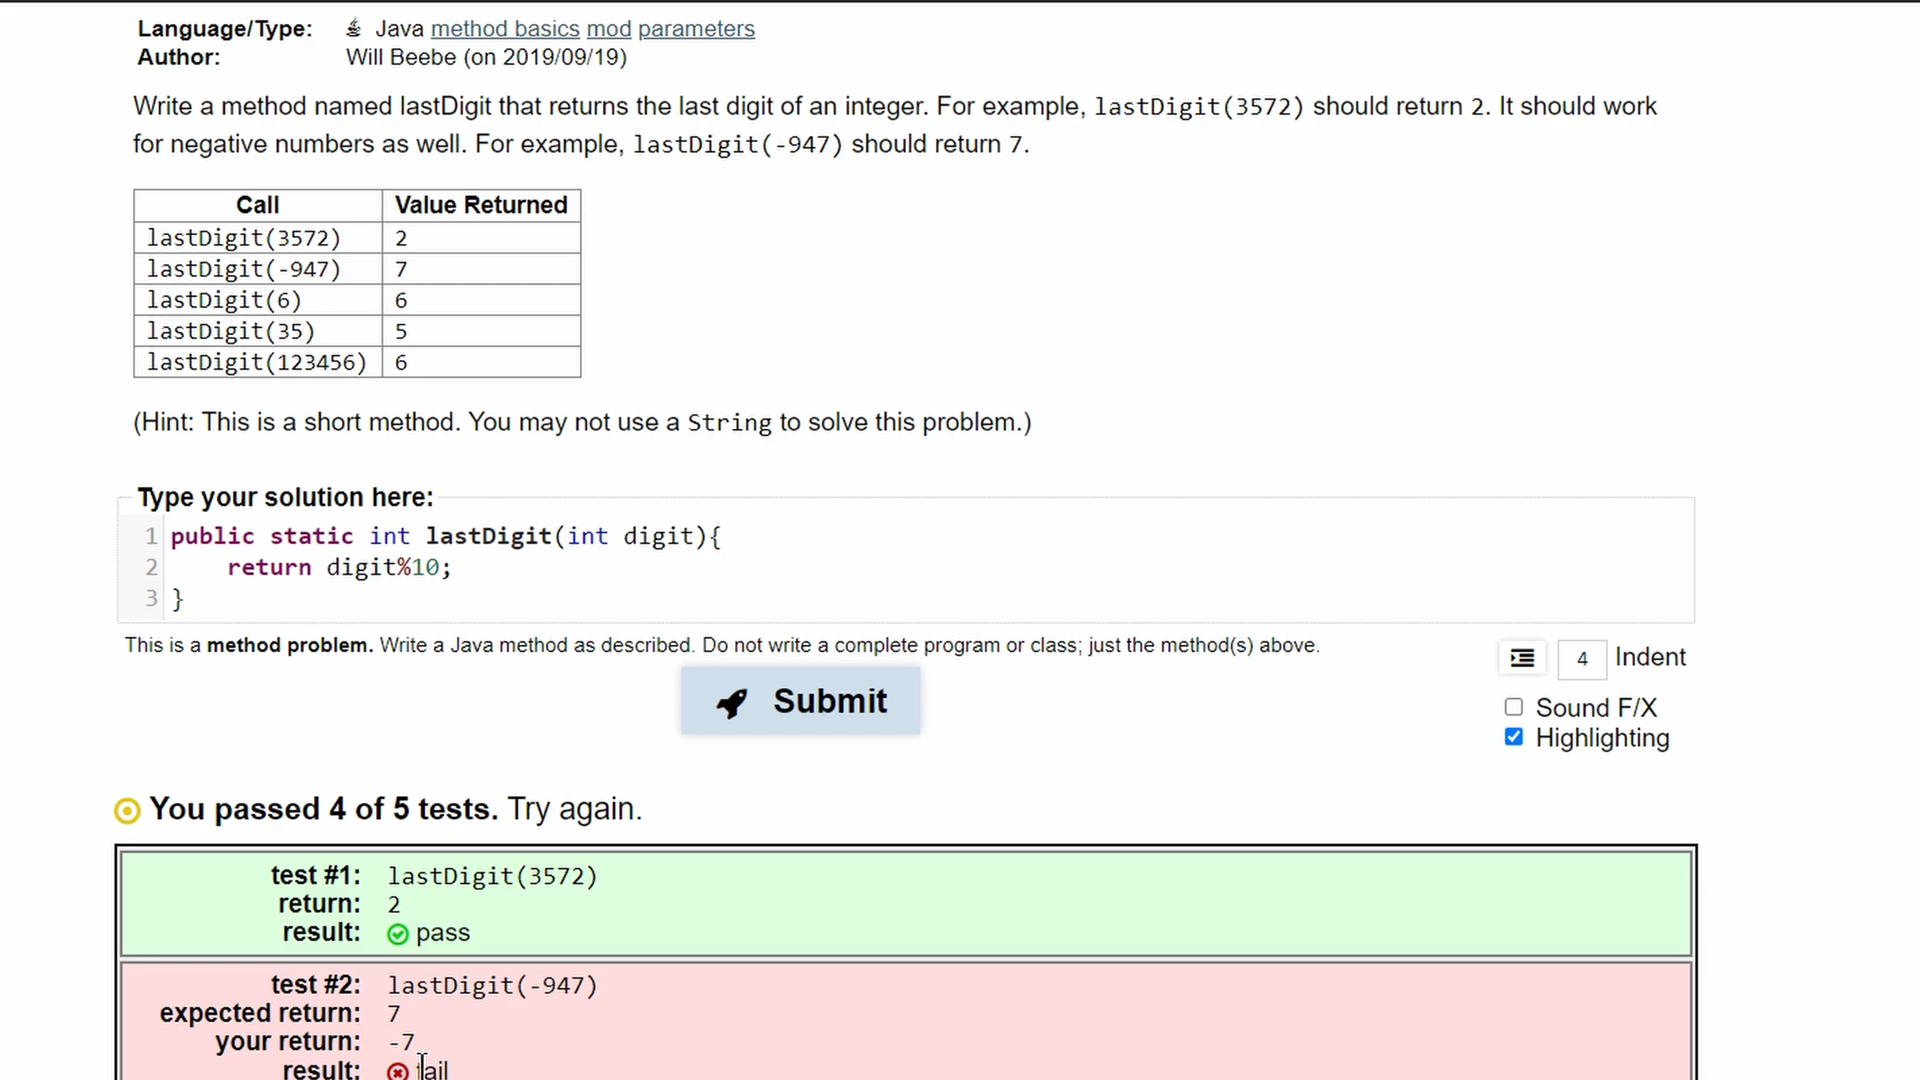 Language/Type: Java method basics mod parameters
Author: Will Beebe (on 2019/09/19)
Write a method named lastDigit that returns the last digit of an integer. For example, lastDigit(3572) should return 2. It should work
for negative numbers as well. For example, lastDigit(-947) should return 7.
Call Value Returned
lastDigit(3572) 2
lastDigit(-947) 7
lastDigit(6) 6
lastDigit(35) 5
lastDigit(123456) 6
(Hint: This is a short method. You may not use a String to solve this problem.)
Type your solution here:
1 public static int lastDigit(int digit){
2     return digit%10;
3 }
This is a method problem. Write a Java method as described. Do not write a complete program or class; just the method(s) above.
4 Indent
Submit
Sound F/X
Highlighting
You passed 4 of 5 tests. Try again.
test #1: lastDigit(3572)
return: 2
result: pass
test #2: lastDigit(-947)
expected return: 7
your return: -7
result: fail